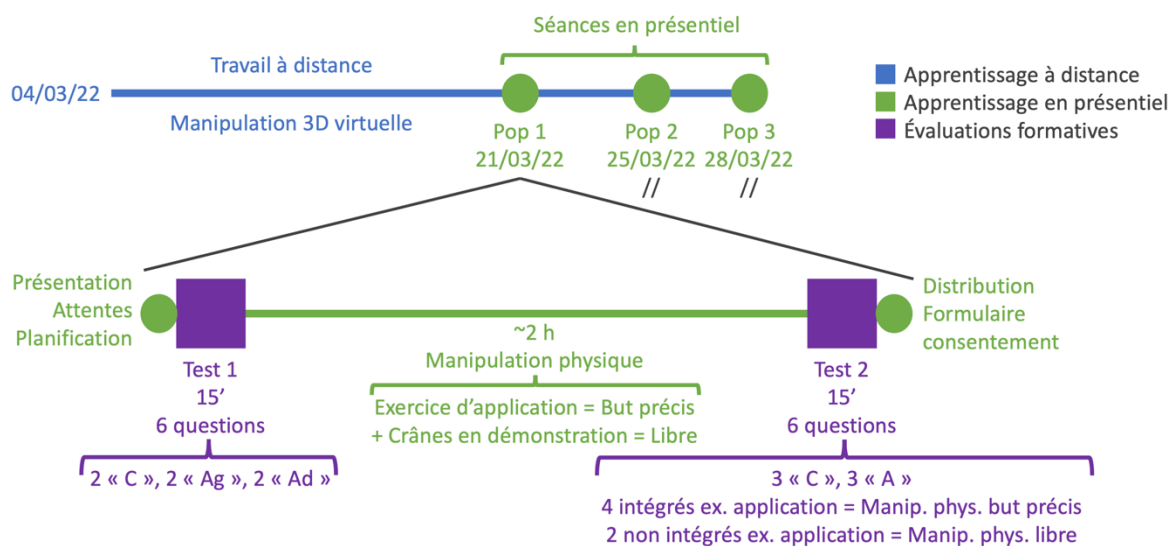 Séances en présentiel
04/03/22
Travail à distance
Manipulation 3D virtuelle
Pop 1
21/03/22
//
Pop 2
25/03/22
//
Pop 3
28/03/22
Apprentissage à distance
Apprentissage en présentiel
Évaluations formatives
//
Présentation
Attentes
Planification
Test 1
15’
6 questions
2 « C », 2 « Ag », 2 « Ad »
~2 h
Manipulation physique
Exercice d’application = But précis
+ Crânes en démonstration = Libre
Test 2
15’
6 questions
3 « C », 3 « A »
4 intégrés ex. application = Manip. phys. but précis
2 non intégrés ex. application = Manip. phys. libre
Distribution
Formulaire
consentement